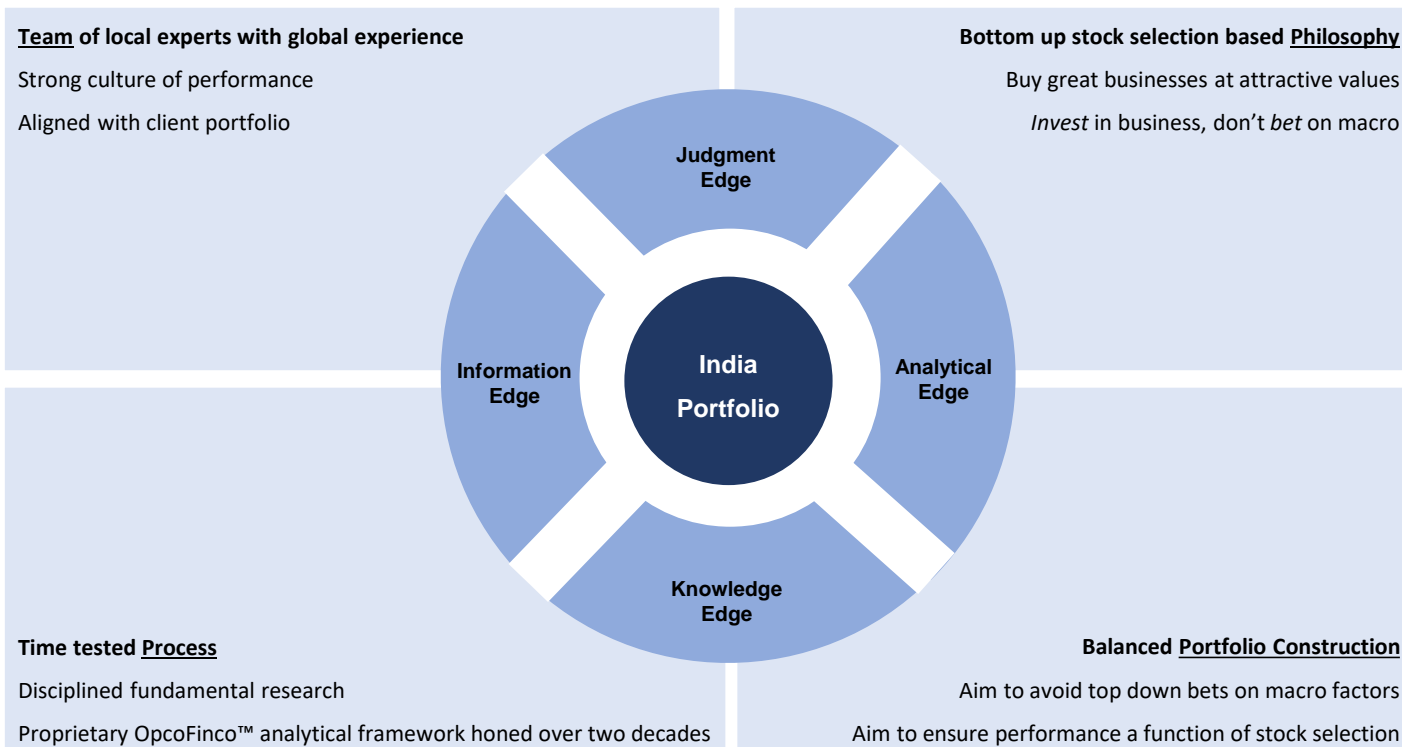 Team of local experts with global experience
Strong culture of performance
Aligned with client portfolio
Bottom up stock selection based Philosophy
Buy great businesses at attractive values
Invest in business, don’t bet on macro
Judgment
Edge
Information
Edge
India
Portfolio
Analytical
Edge
Knowledge
Edge
Time tested Process
Disciplined fundamental research
Proprietary OpcoFinco™ analytical framework honed over two decades
Balanced Portfolio Construction
Aim to avoid top down bets on macro factors
Aim to ensure performance a function of stock selection